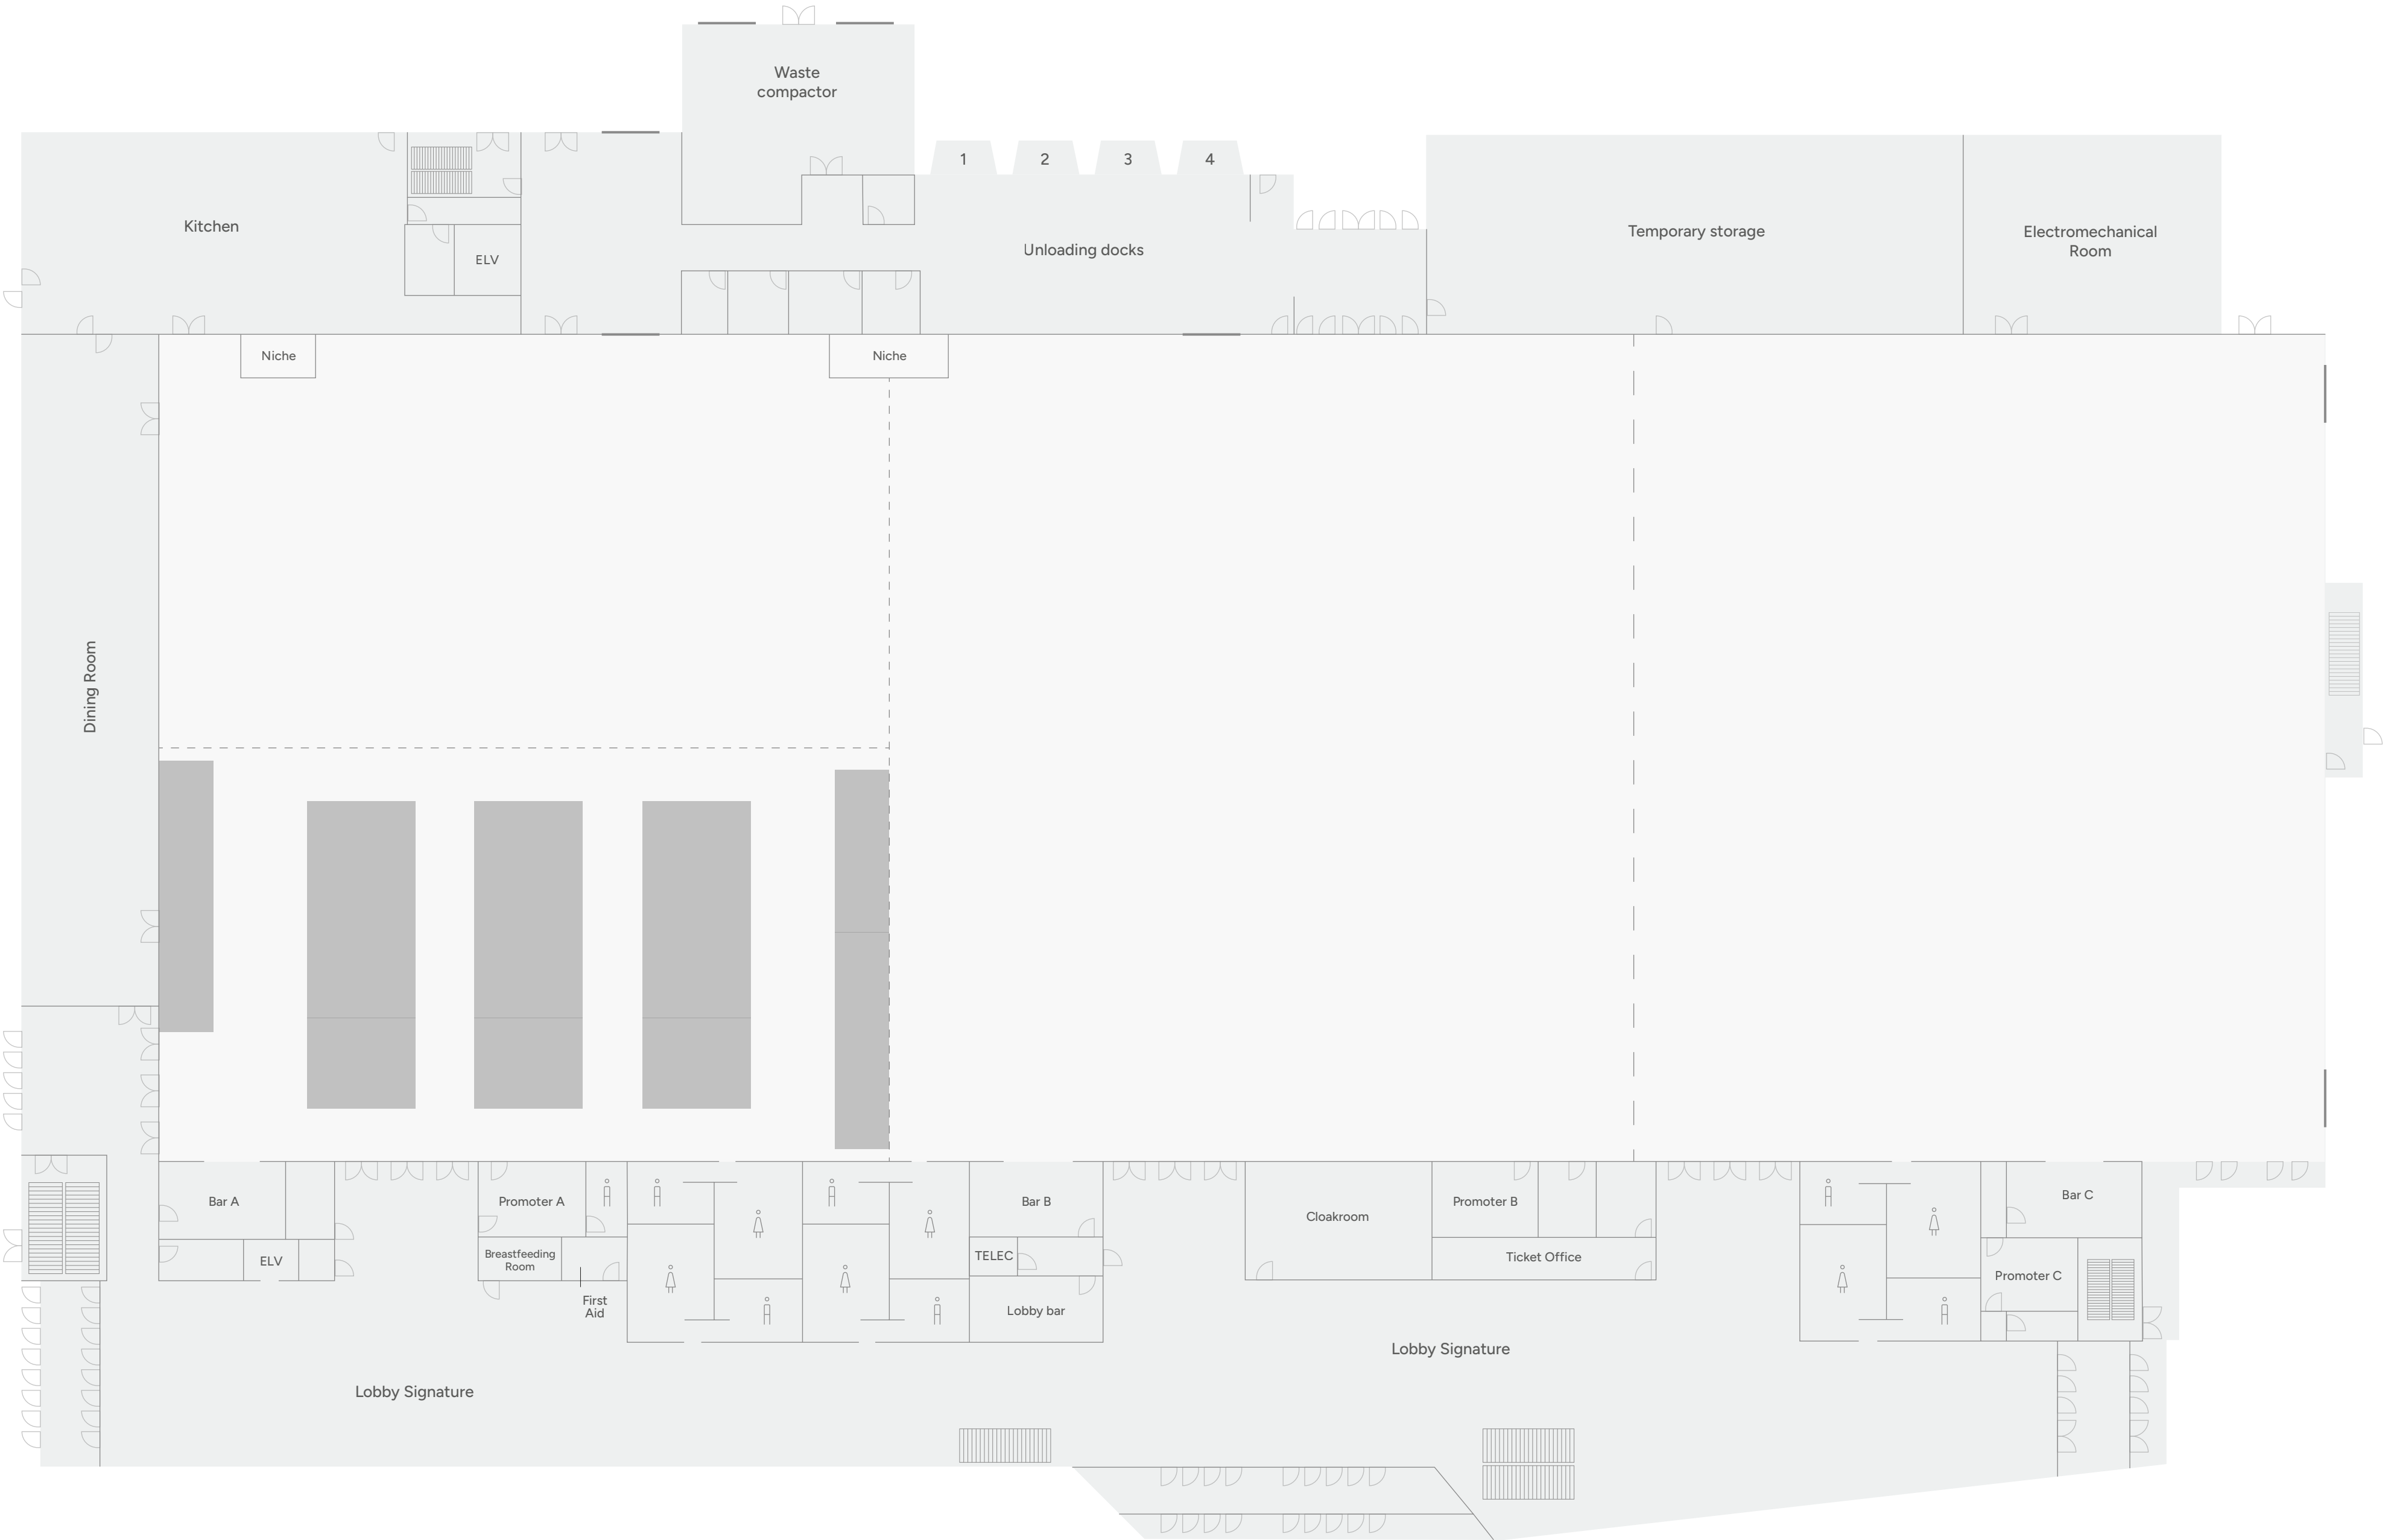 Waste
compactor
1
2
3
4
Kitchen
ELV
Unloading docks
Temporary storage
Electromechanical
Room
Niche
Niche
Dining Room
Bar A
ELV
Promoter A
Breastfeeding
Room
First
Aid
Bar B
TELEC
Lobby bar
Cloakroom
Promoter B
Ticket Office
Bar C
Promoter C
Lobby Signature
Lobby Signature